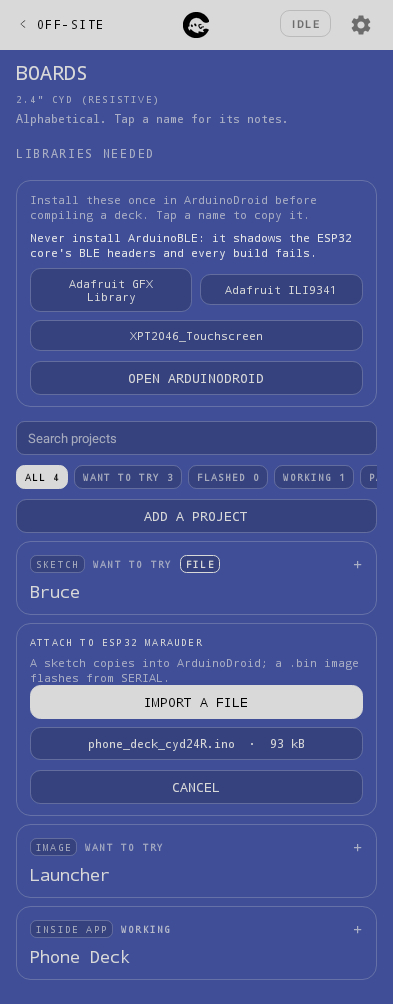 OFF-SITE
IDLE
BOARDS
2.4" CYD (RESISTIVE)
Alphabetical. Tap a name for its notes.
LIBRARIES NEEDED
Install these once in ArduinoDroid before
compiling a deck. Tap a name to copy it.
Never install ArduinoBLE: it shadows the ESP32
core's BLE headers and every build fails.
Adafruit GFX
Library
Adafruit ILI9341
XPT2046_Touchscreen
OPEN ARDUINODROID
Search projects
ALL 4 WANT TO TRY 3 FLASHED 0 WORKING 1
ADD A PROJECT
SKETCH WANT TO TRY FILE +
Bruce
ATTACH TO ESP32 MARAUDER
A sketch copies into ArduinoDroid; a .bin image
flashes from SERIAL.
IMPORT A FILE
phone_deck_cyd24R.ino · 93 kB
CANCEL
IMAGE WANT TO TRY +
Launcher
INSIDE APP WORKING +
Phone Deck